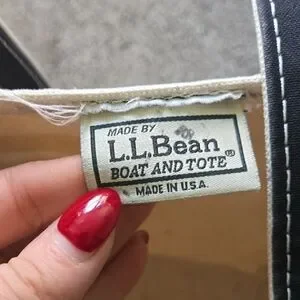 MADE BY
L.L.Bean®
BOAT AND TOTE®
MADE IN U.S.A.